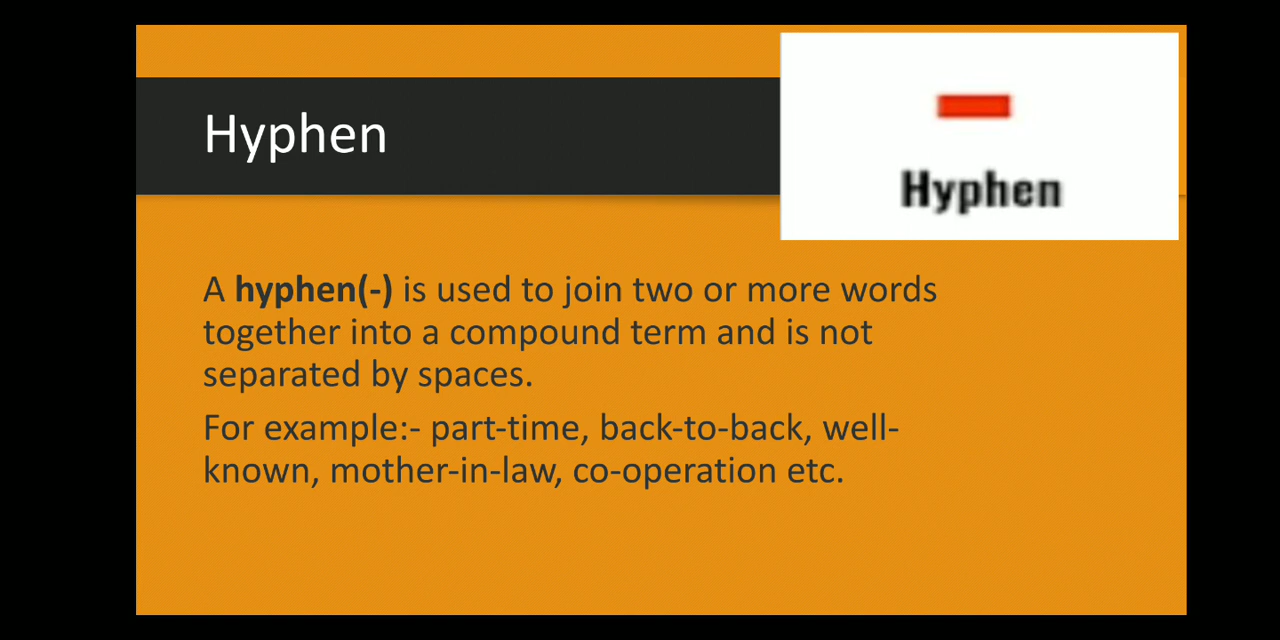 Hyphen
Hyphen
A hyphen(-) is used to join two or more words
together into a compound term and is not
separated by spaces.
For example:- part-time, back-to-back, well-
known, mother-in-law, co-operation etc.